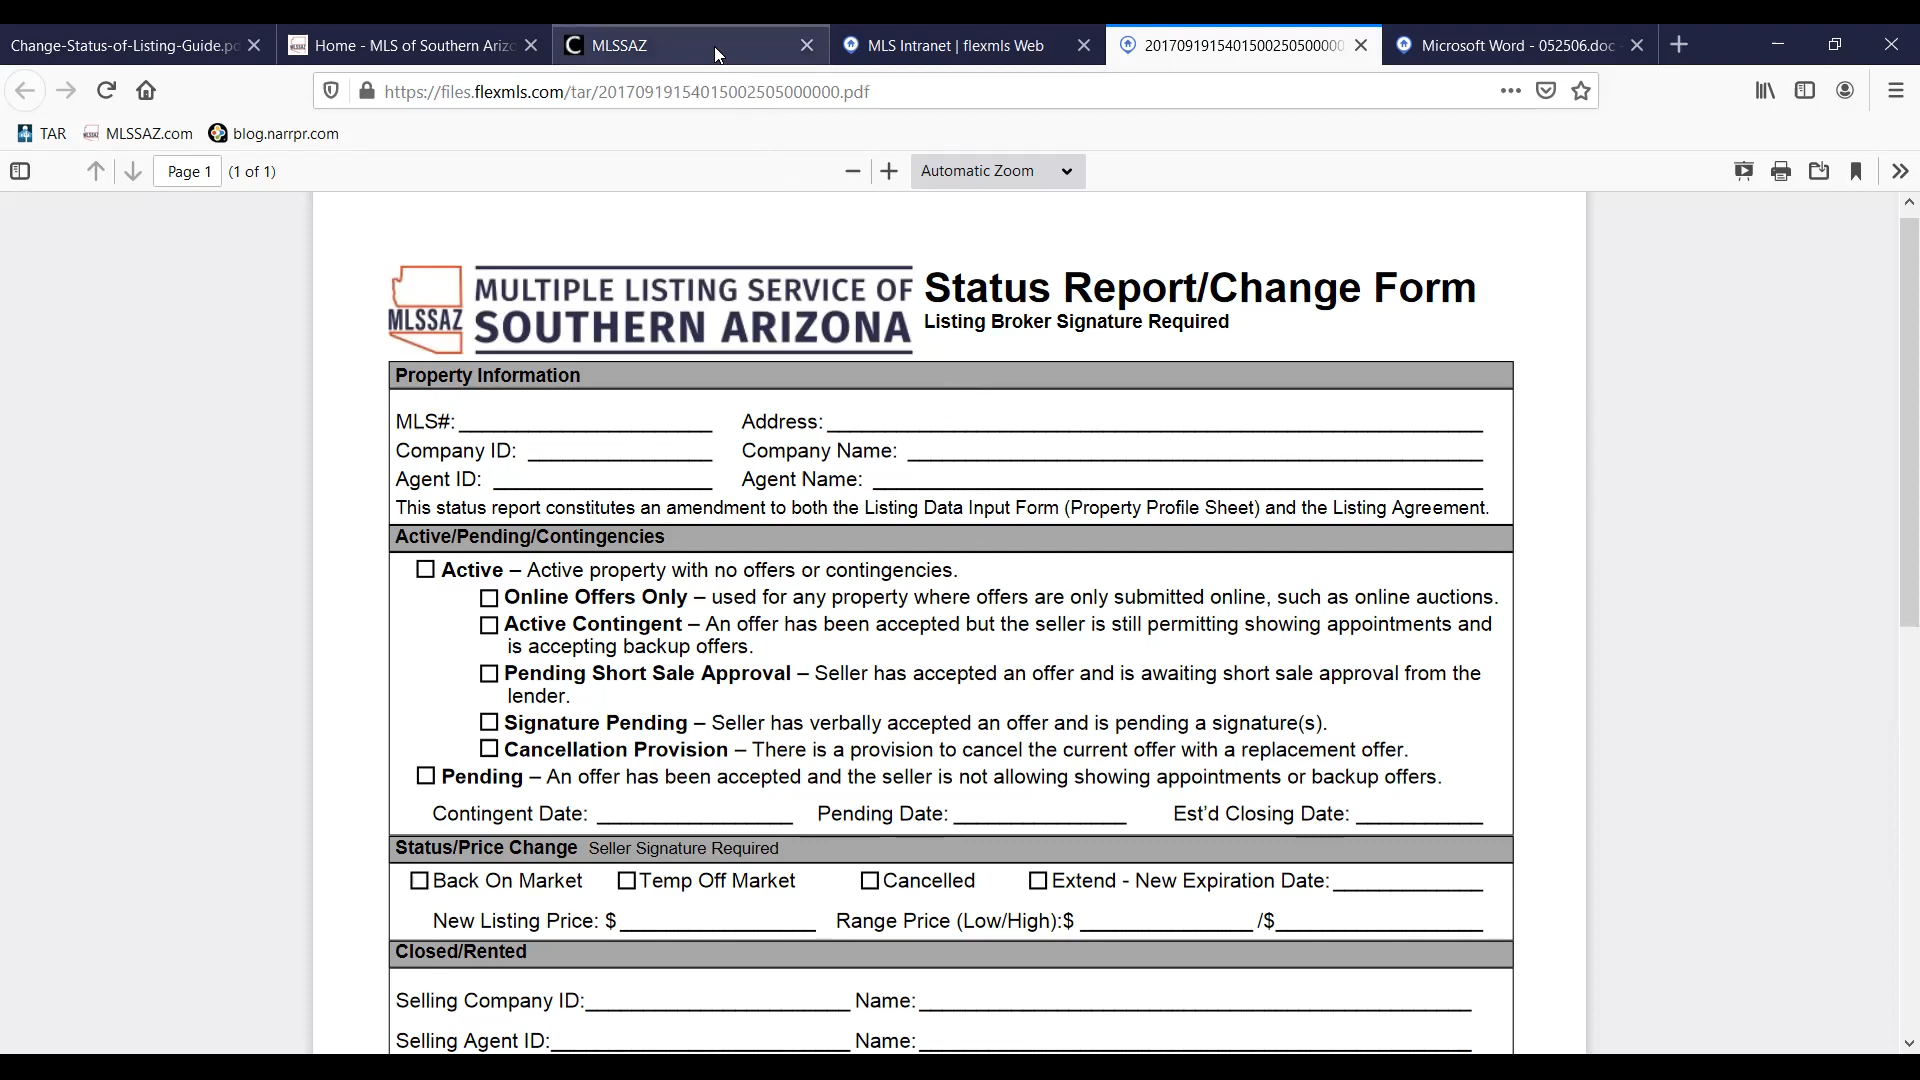 Change-Status-of-Listing-Guide.pd
Home - MLS of Southern Arizo
C MLSSAZ
MLS Intranet | flexmls Web
20170919154015002505000000
Microsoft Word - 052506.doc -
https://files.flexmls.com/tar/20170919154015002505000000.pdf
TAR
MLSSAZ.com
blog.narrpr.com
Page 1
(1 of 1)
Automatic Zoom
MLSSAZ
MULTIPLE LISTING SERVICE OF
SOUTHERN ARIZONA
Status Report/Change Form
Listing Broker Signature Required
Property Information
MLS#: Address:
Company ID: Company Name:
Agent ID: Agent Name:
This status report constitutes an amendment to both the Listing Data Input Form (Property Profile Sheet) and the Listing Agreement.
Active/Pending/Contingencies
Active – Active property with no offers or contingencies.
Online Offers Only – used for any property where offers are only submitted online, such as online auctions.
Active Contingent – An offer has been accepted but the seller is still permitting showing appointments and
is accepting backup offers.
Pending Short Sale Approval – Seller has accepted an offer and is awaiting short sale approval from the
lender.
Signature Pending – Seller has verbally accepted an offer and is pending a signature(s).
Cancellation Provision – There is a provision to cancel the current offer with a replacement offer.
Pending – An offer has been accepted and the seller is not allowing showing appointments or backup offers.
Contingent Date: Pending Date: Est'd Closing Date:
Status/Price Change Seller Signature Required
Back On Market Temp Off Market Cancelled Extend - New Expiration Date:
New Listing Price: $ Range Price (Low/High):$ /$
Closed/Rented
Selling Company ID: Name:
Selling Agent ID: Name: